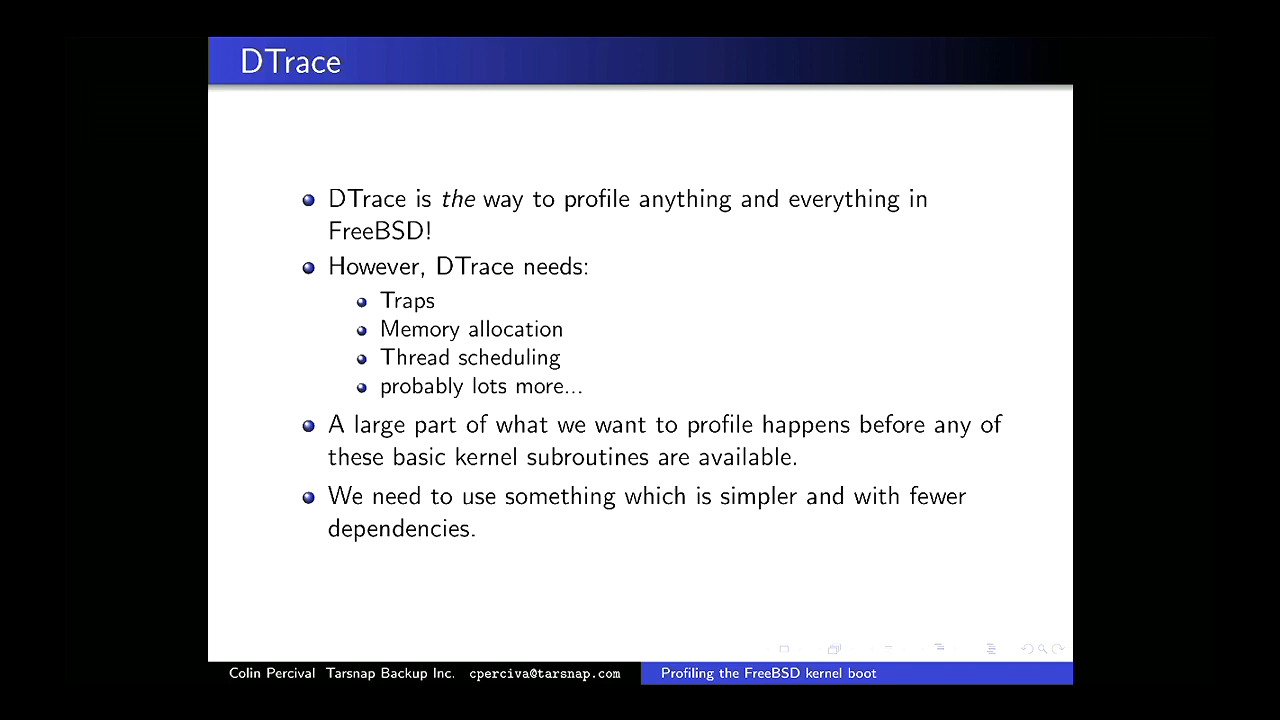 DTrace
DTrace is the way to profile anything and everything in
FreeBSD!
However, DTrace needs:
Traps
Memory allocation
Thread scheduling
probably lots more...
A large part of what we want to profile happens before any of
these basic kernel subroutines are available.
We need to use something which is simpler and with fewer
dependencies.
Colin Percival Tarsnap Backup Inc. cperciva@tarsnap.com Profiling the FreeBSD kernel boot